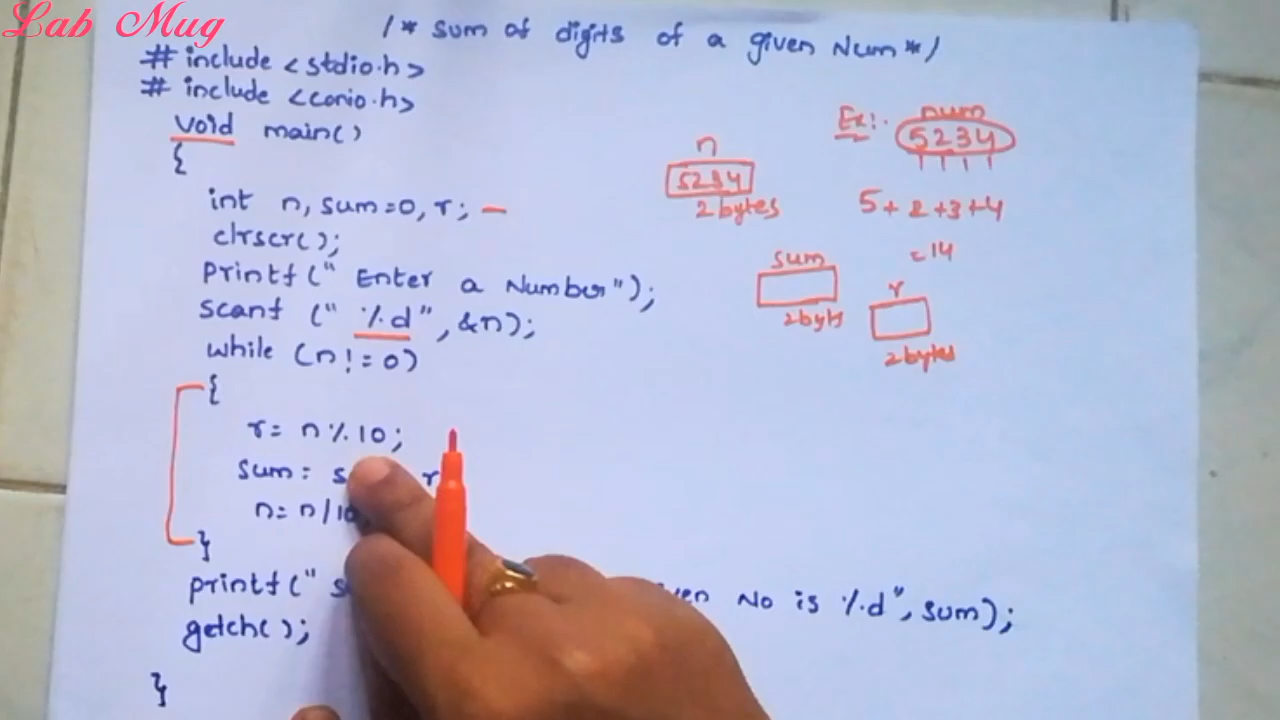 Lab Mug
/* Sum of digits of a given Num */
# include <stdio.h>
# include <conio.h>
void main()
{
int n, sum=0, r;
clrscr();
printf(" Enter a Number");
scanf (" %d", &n);
while (n != 0)
{
r= n % 10;
sum= s r
n= n/10
}
printf(" s ven No is %d", sum);
getch();
}
Ex:- num
5234
5+2+3+4
=14
n
5234
2 bytes
sum
2 byts
r
2 bytes